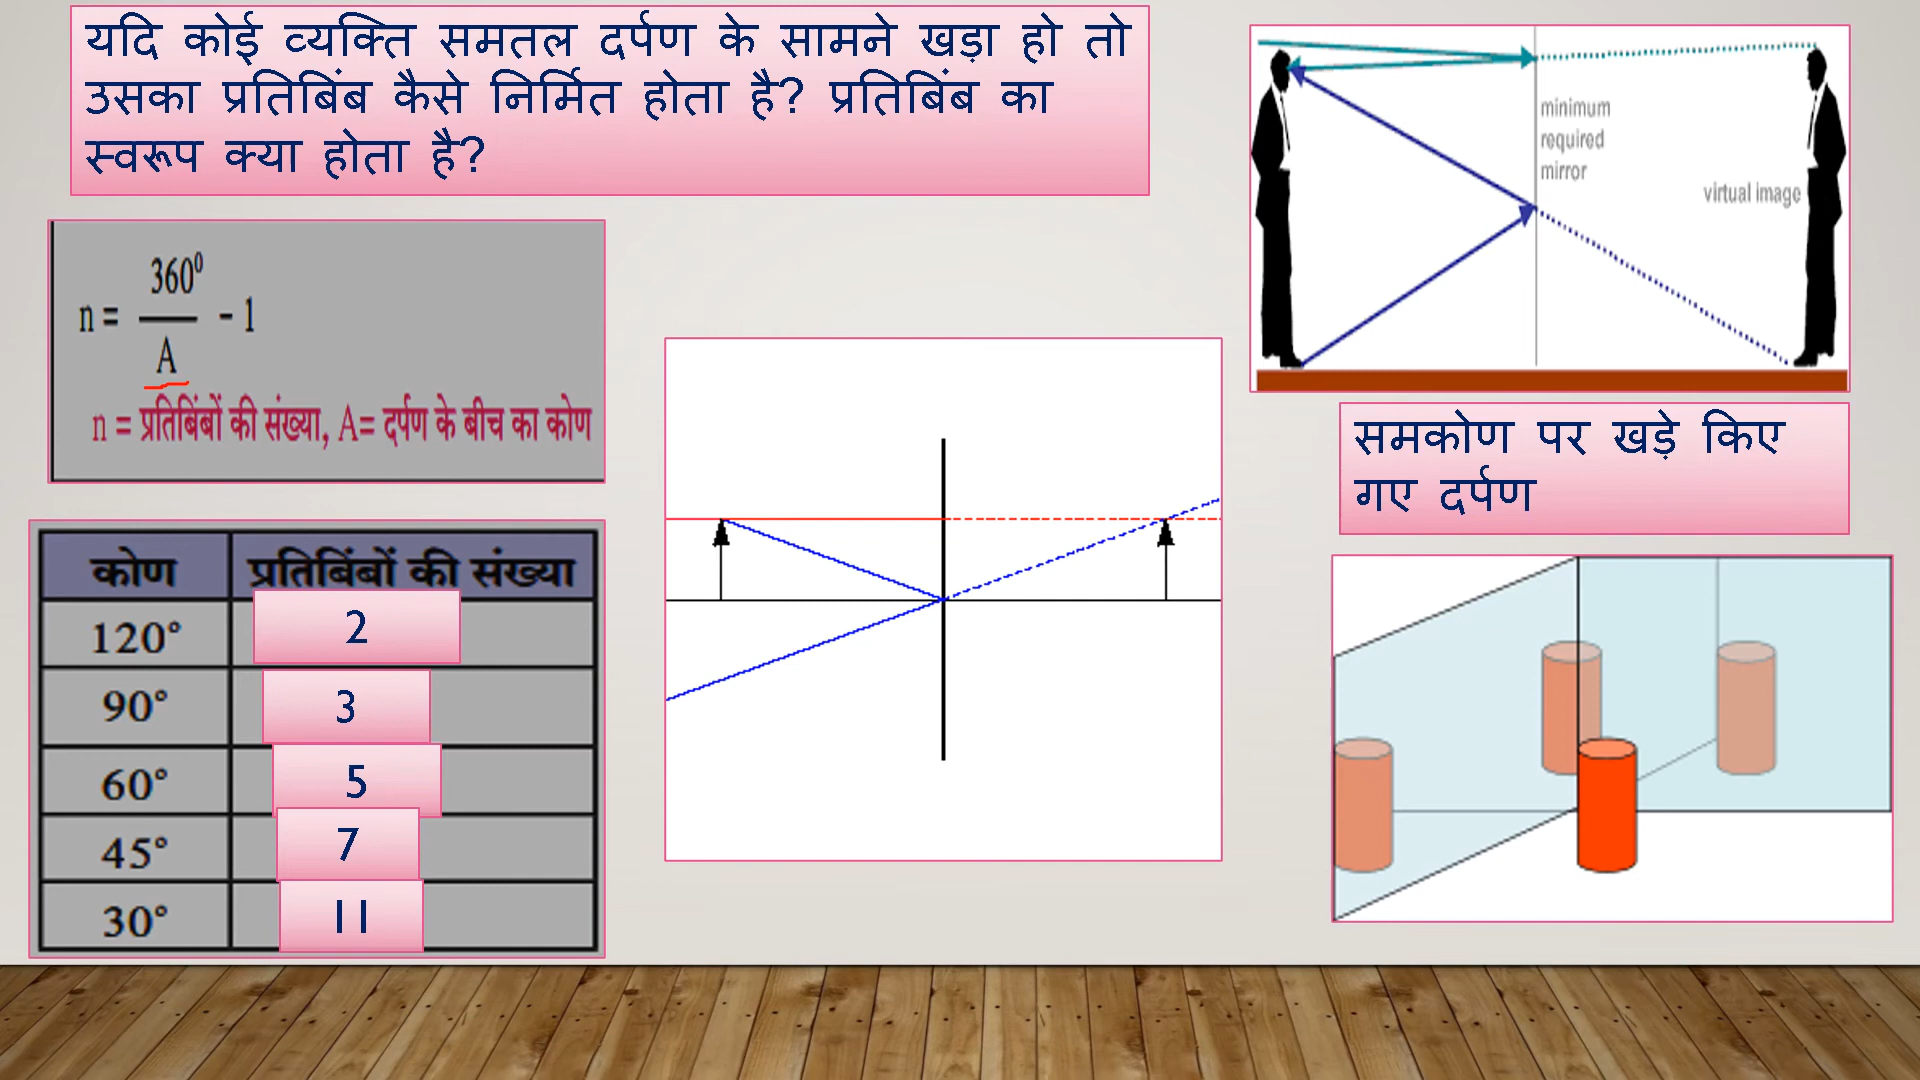 यदि कोई व्यक्ति समतल दर्पण के सामने खड़ा हो तो
उसका प्रतिबिंब कैसे निर्मित होता है? प्रतिबिंब का
स्वरूप क्या होता है?
n = 360⁰/A - 1
n = प्रतिबिंबों की संख्या, A= दर्पण के बीच का कोण
कोण प्रतिबिंबों की संख्या
120° 2
90° 3
60° 5
45° 7
30° 11
minimum
required
mirror
virtual image
समकोण पर खड़े किए
गए दर्पण